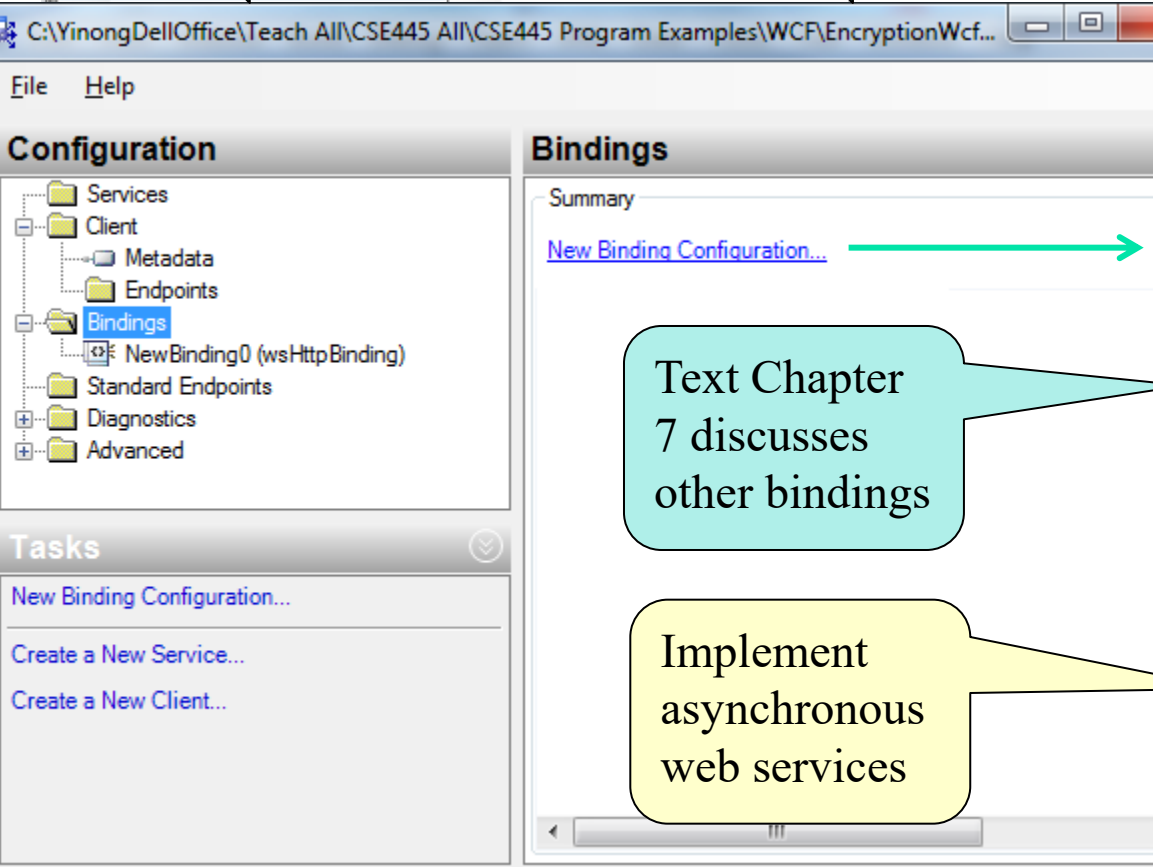 C:\YinongDellOffice\Teach All\CSE445 All\CSE445 Program Examples\WCF\EncryptionWcf...
File Help
Configuration
Services
Client
Metadata
Endpoints
Bindings
NewBinding0 (wsHttpBinding)
Standard Endpoints
Diagnostics
Advanced
Tasks
New Binding Configuration...
Create a New Service...
Create a New Client...
Bindings
Summary
New Binding Configuration...
Text Chapter
7 discusses
other bindings
Implement
asynchronous
web services